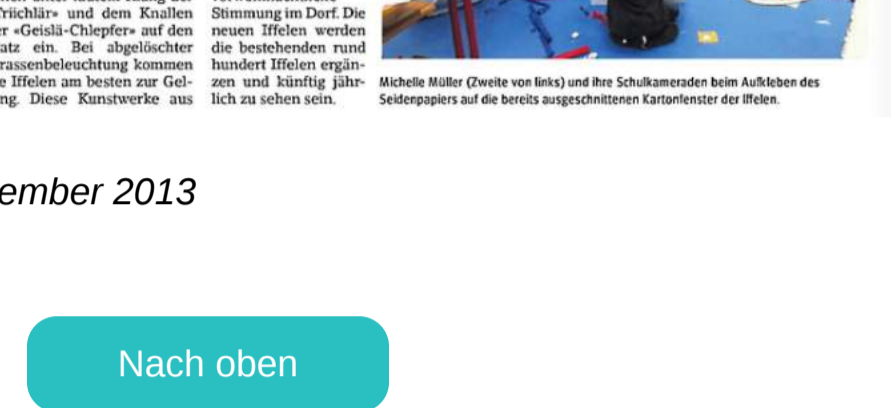 Triichlär» und dem Knallen
r «Geislä-Chlepfer» auf den
atz ein. Bei abgelöschter
rassenbeleuchtung kommen
e Iffelen am besten zur Gel-
ng. Diese Kunstwerke aus
Stimmung im Dorf. Die
neuen Iffelen werden
die bestehenden rund
hundert Iffelen ergän-
zen und künftig jähr-
lich zu sehen sein.
Michelle Müller (Zweite von links) und ihre Schulkameraden beim Aufkleben des
Seidenpapiers auf die bereits ausgeschnittenen Kartonfenster der Iffelen.
ember 2013
Nach oben